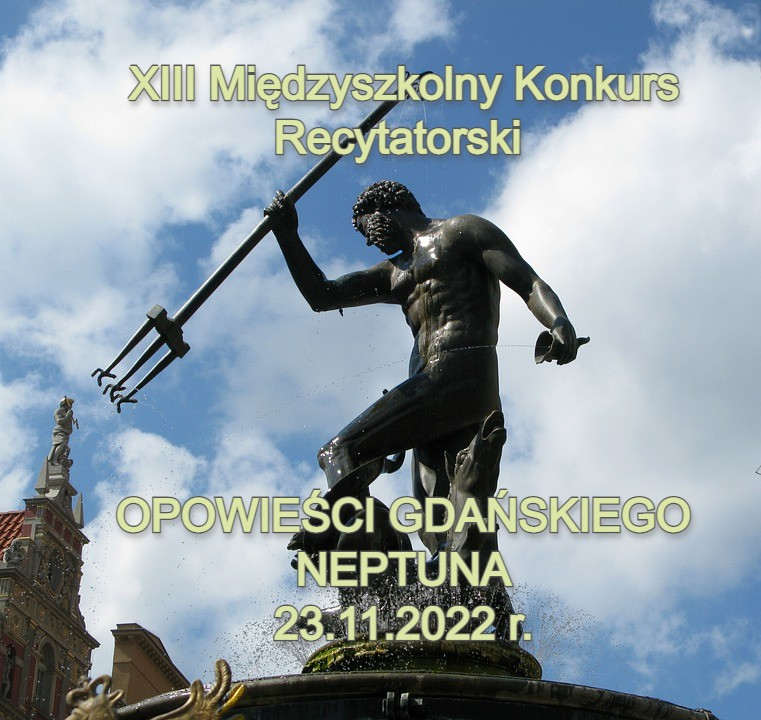 XIII Międzyszkolny Konkurs
Recytatorski
OPOWIEŚCI GDAŃSKIEGO
NEPTUNA
23.11.2022 r.